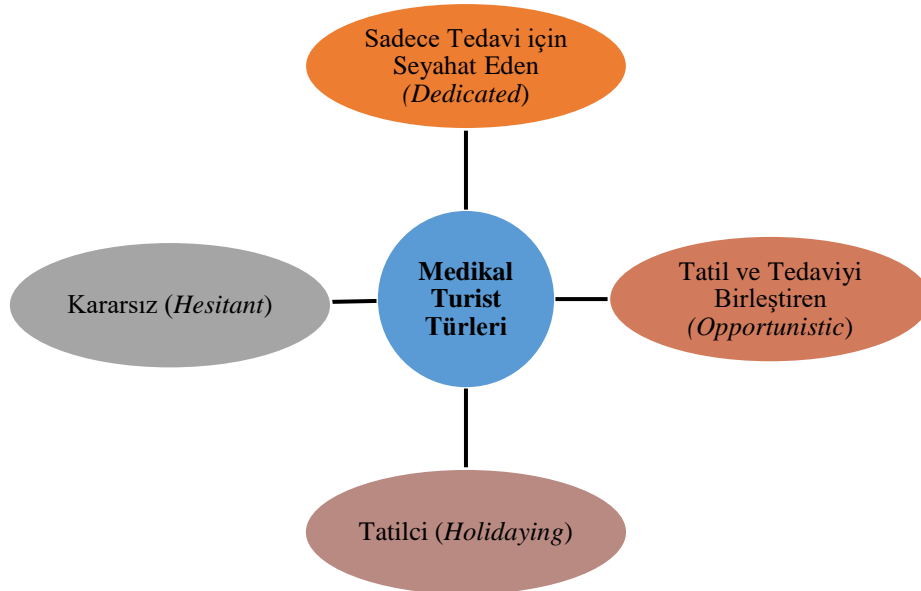 Sadece Tedavi için
Seyahat Eden
(Dedicated)
Medikal
Turist
Türleri
Kararsız (Hesitant)
Tatil ve Tedaviyi
Birleştiren
(Opportunistic)
Tatilci (Holidaying)